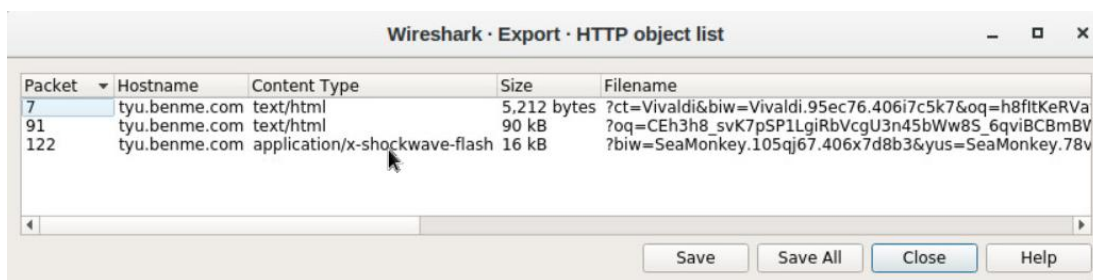 Wireshark · Export · HTTP object list
Packet Hostname Content Type Size Filename
7 tyu.benme.com text/html 5,212 bytes ?ct=Vivaldi&biw=Vivaldi.95ec76.406i7c5k7&oq=h8fItKeRVa
91 tyu.benme.com text/html 90 kB ?oq=CEh3h8_svK7pSP1LgiRbVcgU3n45bWw8S_6qviBCBmBV
122 tyu.benme.com application/x-shockwave-flash 16 kB ?biw=SeaMonkey.105qj67.406x7d8b3&yus=SeaMonkey.78v
Save Save All Close Help